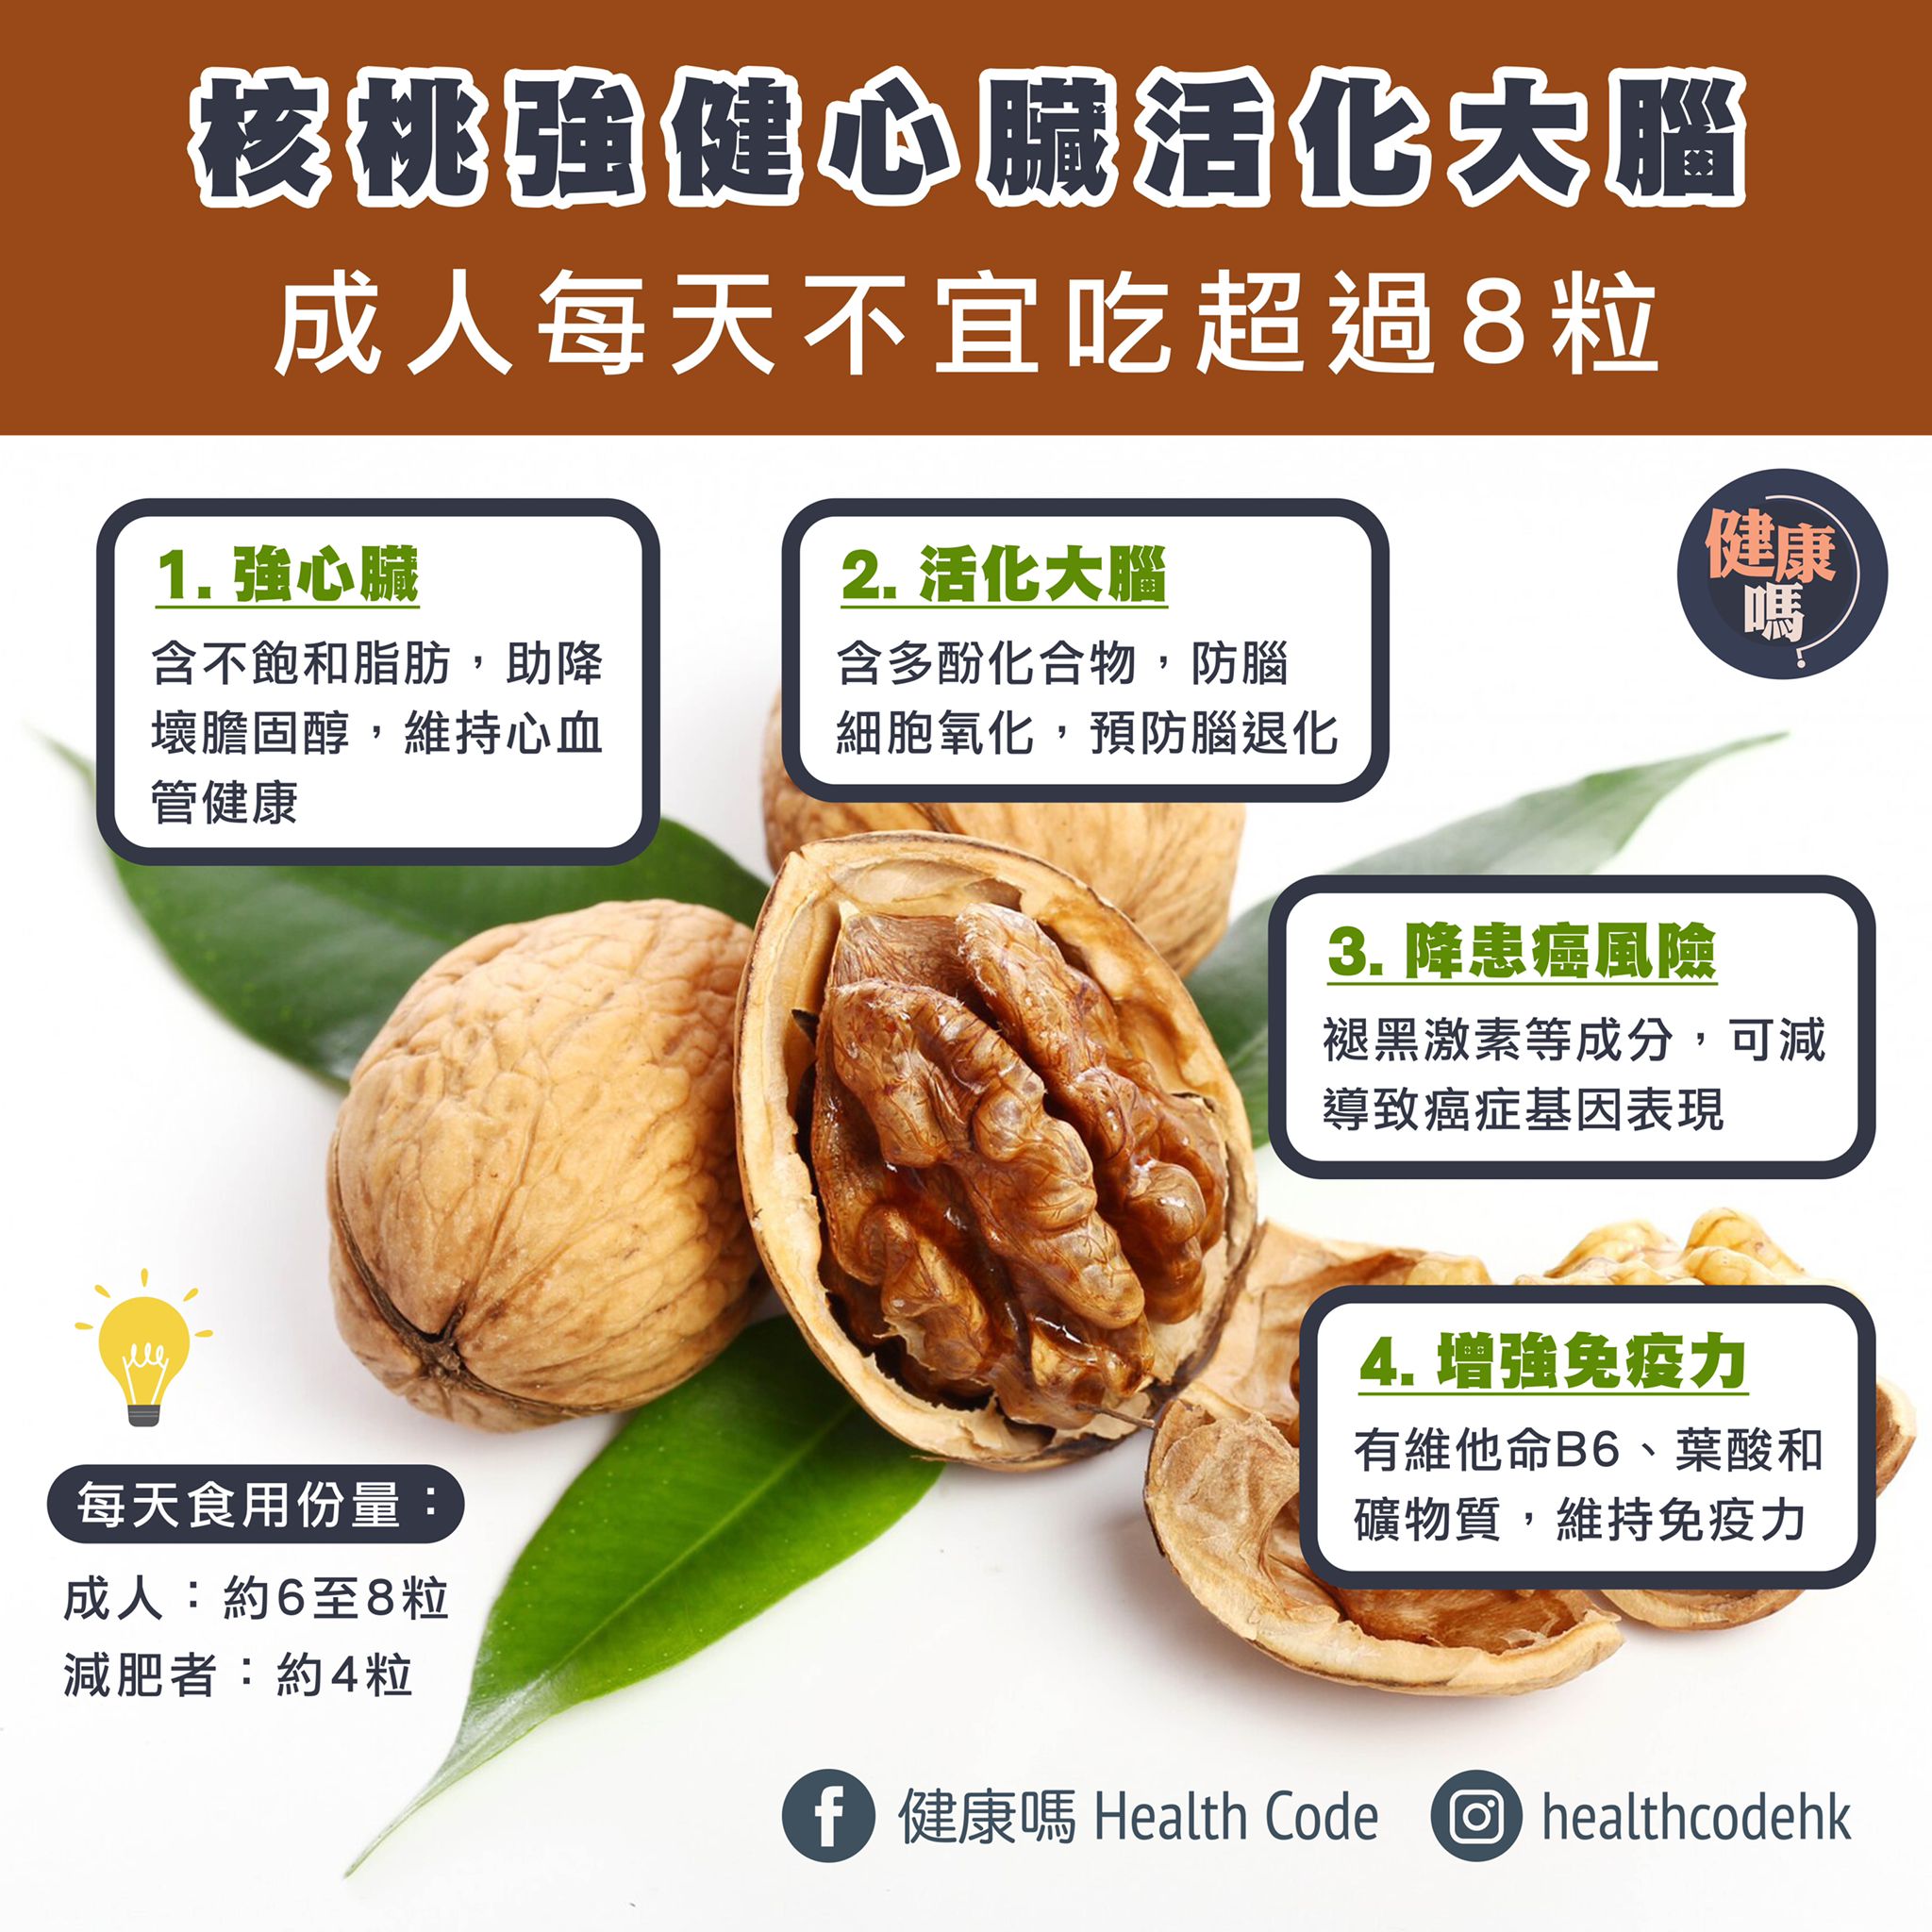 核桃強健心臟活化大腦
成人每天不宜吃超過8粒
健康
嗎
1. 強心臟
含不飽和脂肪，助降
壞膽固醇，維持心血
管健康
2. 活化大腦
含多酚化合物，防腦
細胞氧化，預防腦退化
3. 降患癌風險
褪黑激素等成分，可減
導致癌症基因表現
4. 增強免疫力
有維他命B6、葉酸和
礦物質，維持免疫力
每天食用份量：
成人：約6至8粒
減肥者：約4粒
健康嗎 Health Code
healthcodehk